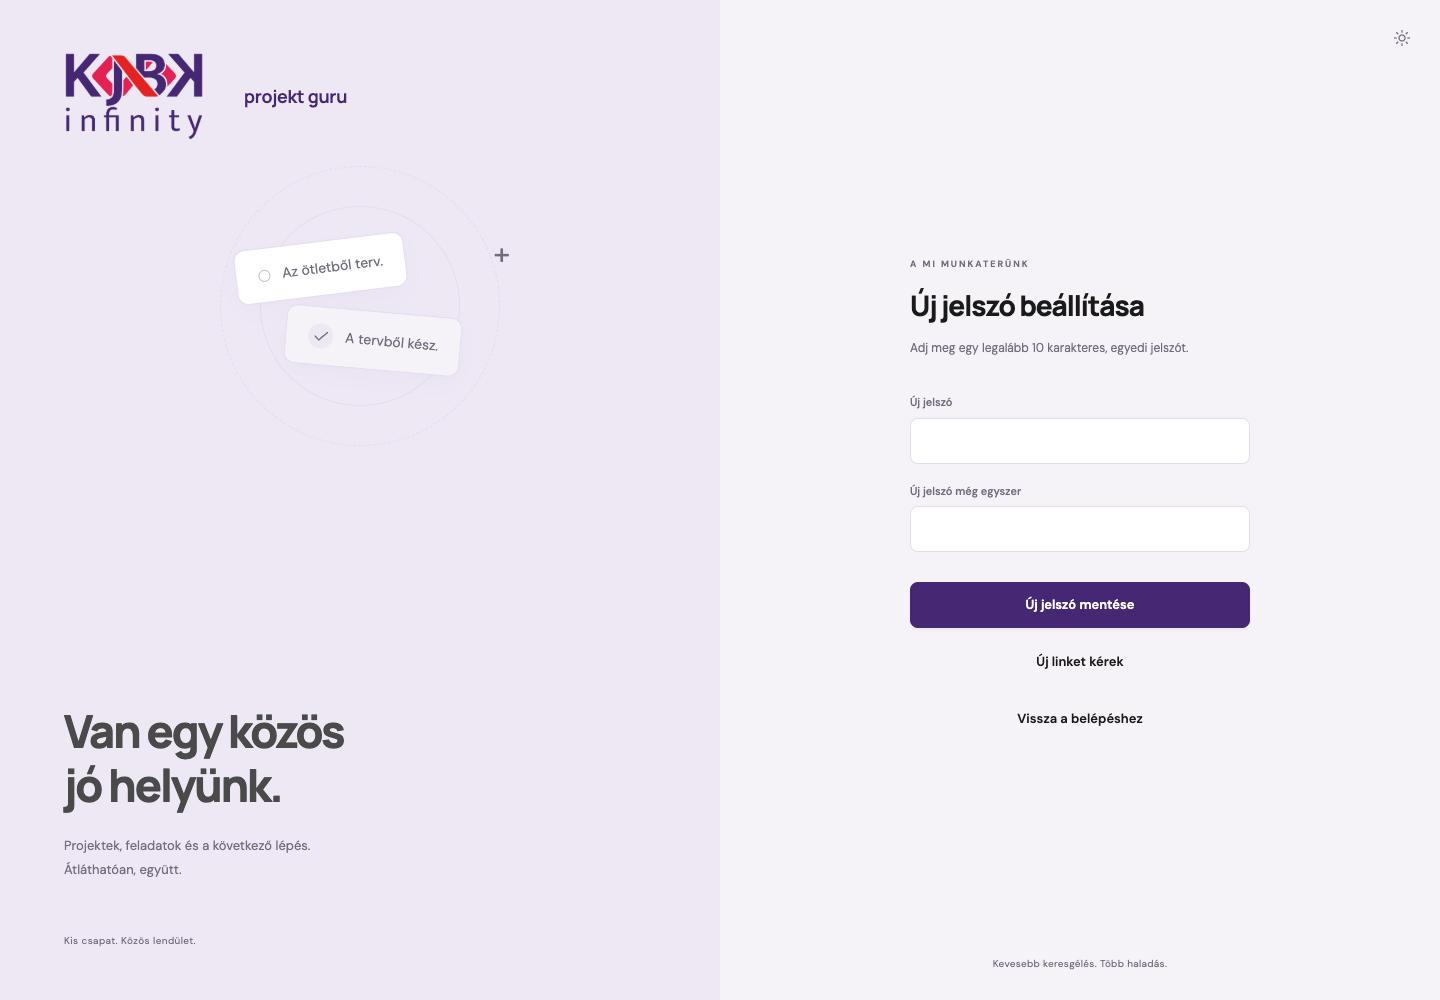 KJABK
infinity
projekt guru
Az ötletből terv.
A tervből kész.
Van egy közös
jó helyünk.
Projektek, feladatok és a következő lépés.
Átláthatóan, együtt.
Kis csapat. Közös lendület.
A MI MUNKATERÜNK
Új jelszó beállítása
Adj meg egy legalább 10 karakteres, egyedi jelszót.
Új jelszó
Új jelszó még egyszer
Új jelszó mentése
Új linket kérek
Vissza a belépéshez
Kevesebb keresgélés. Több haladás.